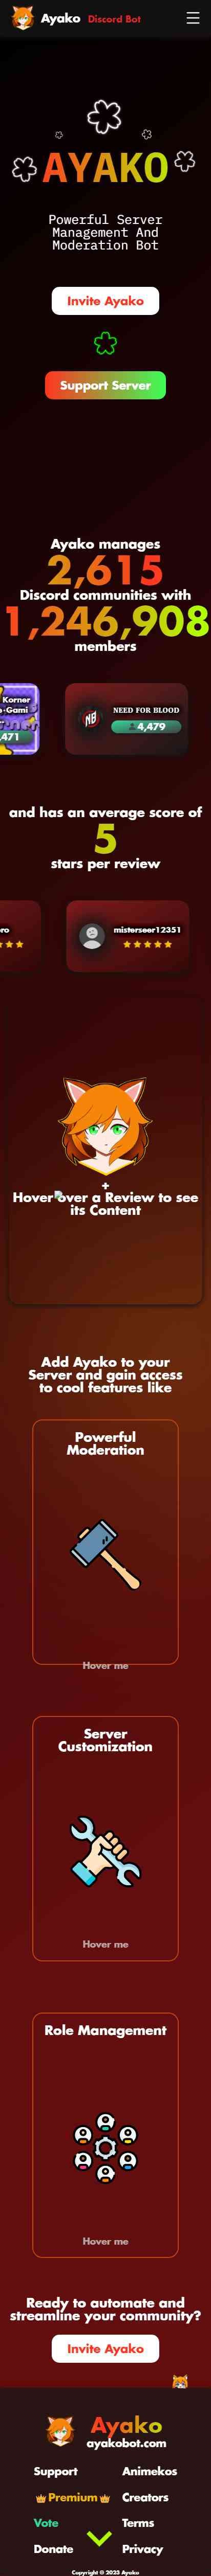 Ayako Discord Bot
AYAKO
Powerful Server
Management And
Moderation Bot
Invite Ayako
Support Server
Ayako manages
2,615
Discord communities with
1,246,908
members
Korner
-Gami
,471
NEED FOR BLOOD
4,479
and has an average score of
5
stars per review
ro
misterseer12351
+
Hover over a Review to see
its Content
Add Ayako to your
Server and gain access
to cool features like
Powerful
Moderation
Hover me
Server
Customization
Hover me
Role Management
Hover me
Ready to automate and
streamline your community?
Invite Ayako
Ayako
ayakobot.com
Support Animekos
Premium Creators
Vote Terms
Donate Privacy
Copyright © 2023 Ayako